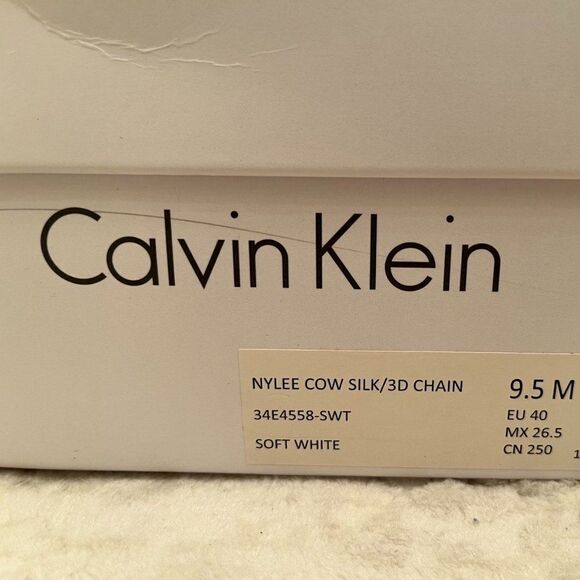 Calvin Klein
NYLEE COW SILK/3D CHAIN 9.5 M
34E4558-SWT EU 40
MX 26.5
SOFT WHITE CN 250